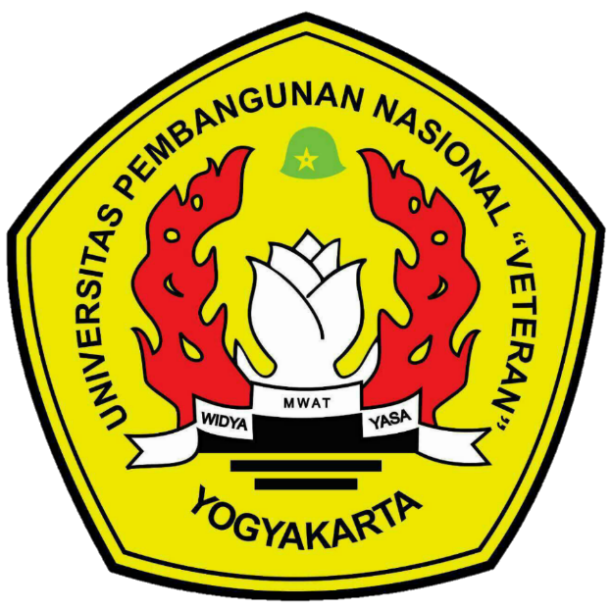 UNIVERSITAS PEMBANGUNAN NASIONAL “VETERAN”
WIDYA MWAT YASA
YOGYAKARTA